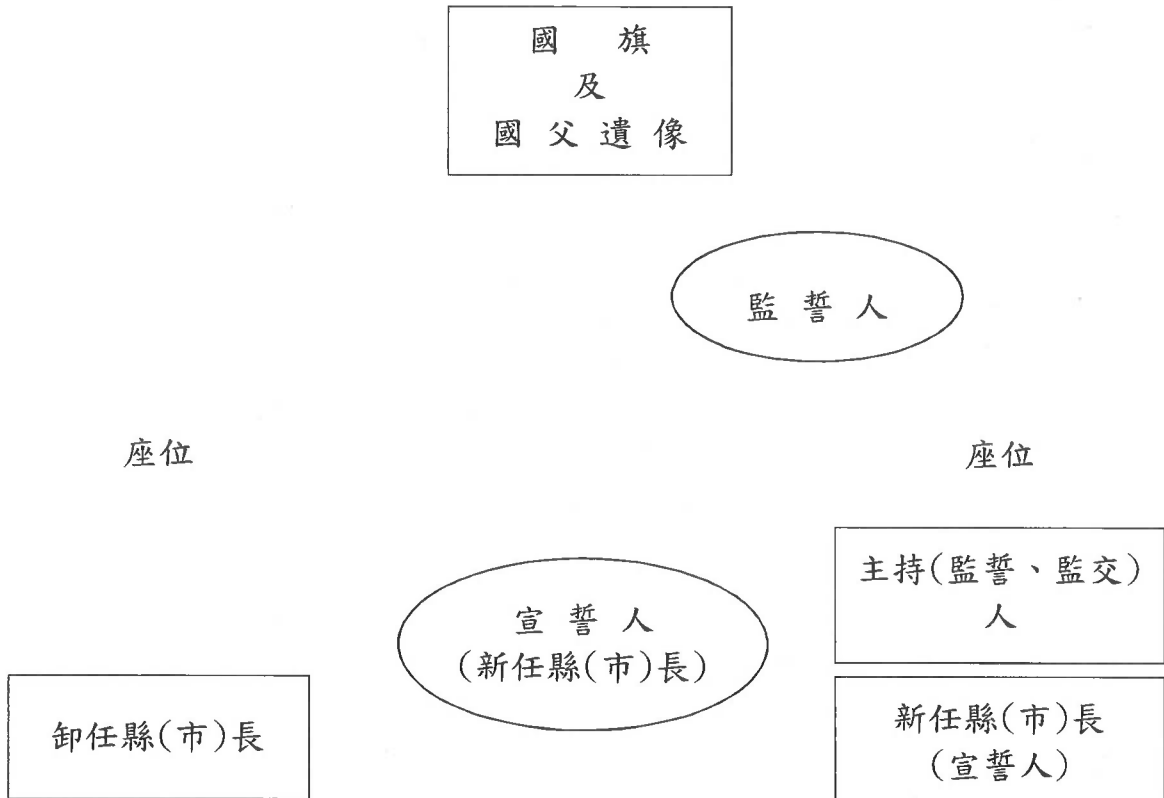 國 旗
及
國父遺像
監誓人
座位
座位
主持(監誓、監交)
人
宣誓人
(新任縣(市)長)
卸任縣(市)長
新任縣(市)長
(宣誓人)